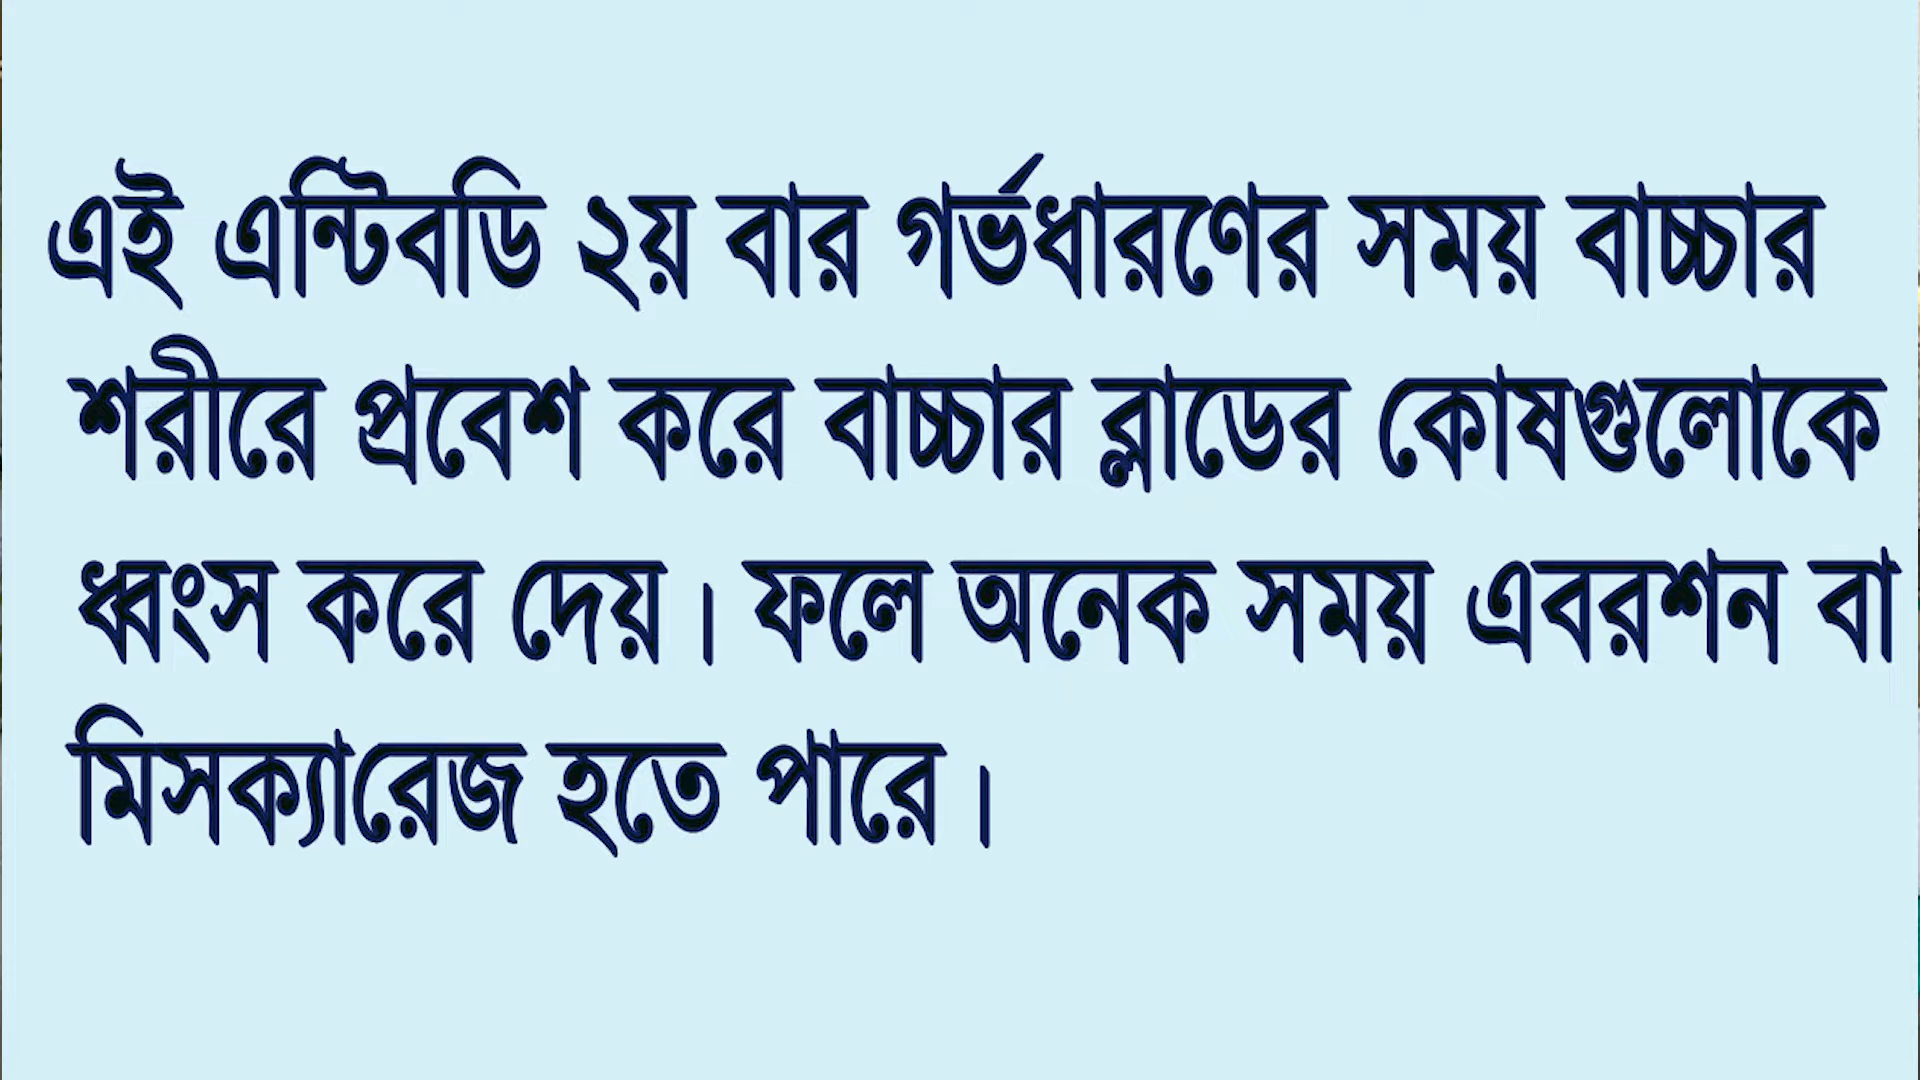 এই এন্টিবডি ২য় বার গর্ভধারণের সময় বাচ্চার
শরীরে প্রবেশ করে বাচ্চার ব্লাডের কোষগুলোকে
ধ্বংস করে দেয়। ফলে অনেক সময় এবরশন বা
মিসক্যারেজ হতে পারে।